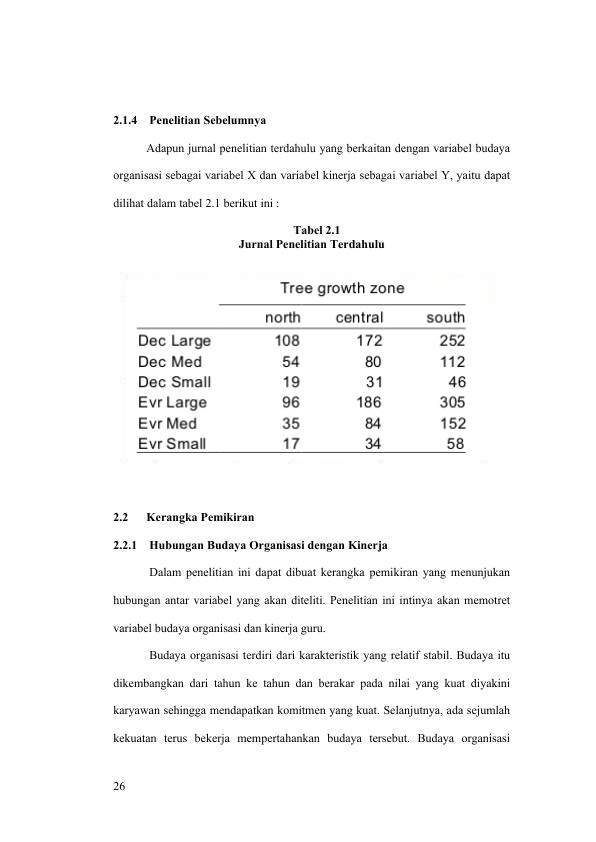 2.1.4 Penelitian Sebelumnya
Adapun jurnal penelitian terdahulu yang berkaitan dengan variabel budaya
organisasi sebagai variabel X dan variabel kinerja sebagai variabel Y, yaitu dapat
dilihat dalam tabel 2.1 berikut ini :
Tabel 2.1
Jurnal Penelitian Terdahulu
Tree growth zone
north central south
Dec Large 108 172 252
Dec Med 54 80 112
Dec Small 19 31 46
Evr Large 96 186 305
Evr Med 35 84 152
Evr Small 17 34 58
2.2 Kerangka Pemikiran
2.2.1 Hubungan Budaya Organisasi dengan Kinerja
Dalam penelitian ini dapat dibuat kerangka pemikiran yang menunjukan
hubungan antar variabel yang akan diteliti. Penelitian ini intinya akan memotret
variabel budaya organisasi dan kinerja guru.
Budaya organisasi terdiri dari karakteristik yang relatif stabil. Budaya itu
dikembangkan dari tahun ke tahun dan berakar pada nilai yang kuat diyakini
karyawan sehingga mendapatkan komitmen yang kuat. Selanjutnya, ada sejumlah
kekuatan terus bekerja mempertahankan budaya tersebut. Budaya organisasi
26